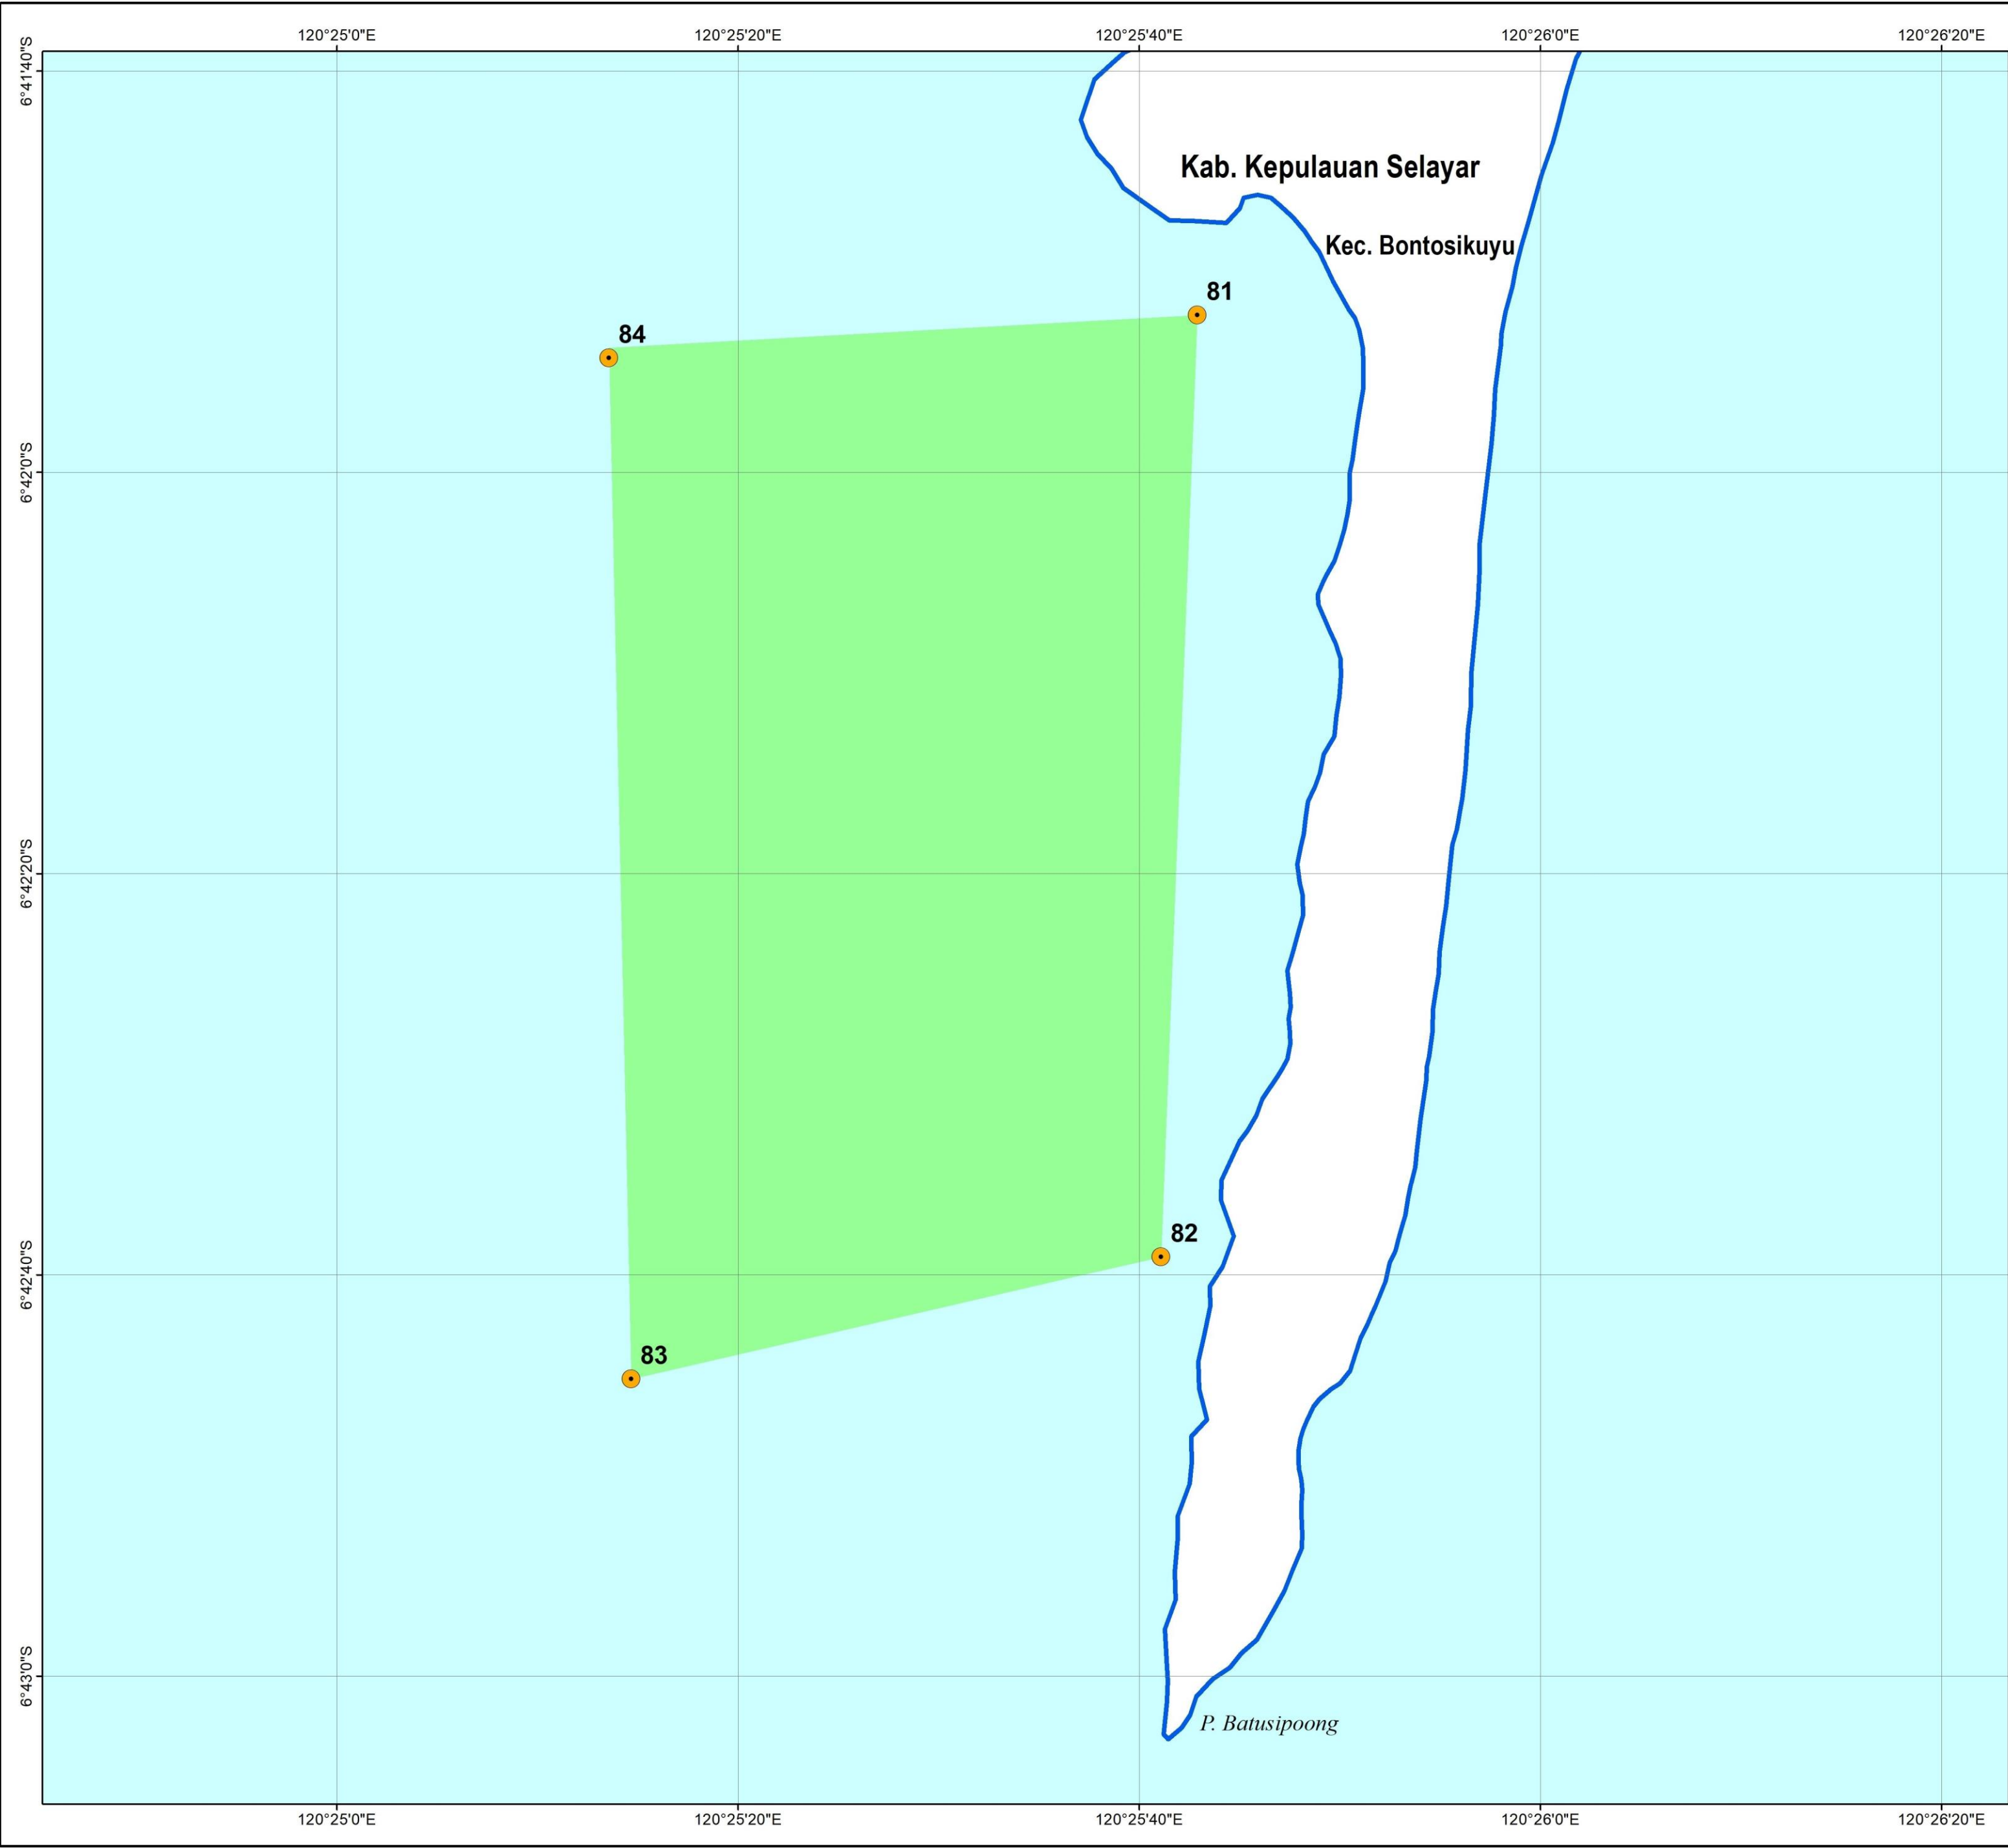 120°25'0"E 120°25'20"E 120°25'40"E 120°26'0"E 120°26'20"E
6°41'40"S
Kab. Kepulauan Selayar
Kec. Bontosikuyu
81
84
6°42'0"S
6°42'20"S
82
6°42'40"S
83
6°43'0"S
P. Batusipoong
120°25'0"E 120°25'20"E 120°25'40"E 120°26'0"E 120°26'20"E